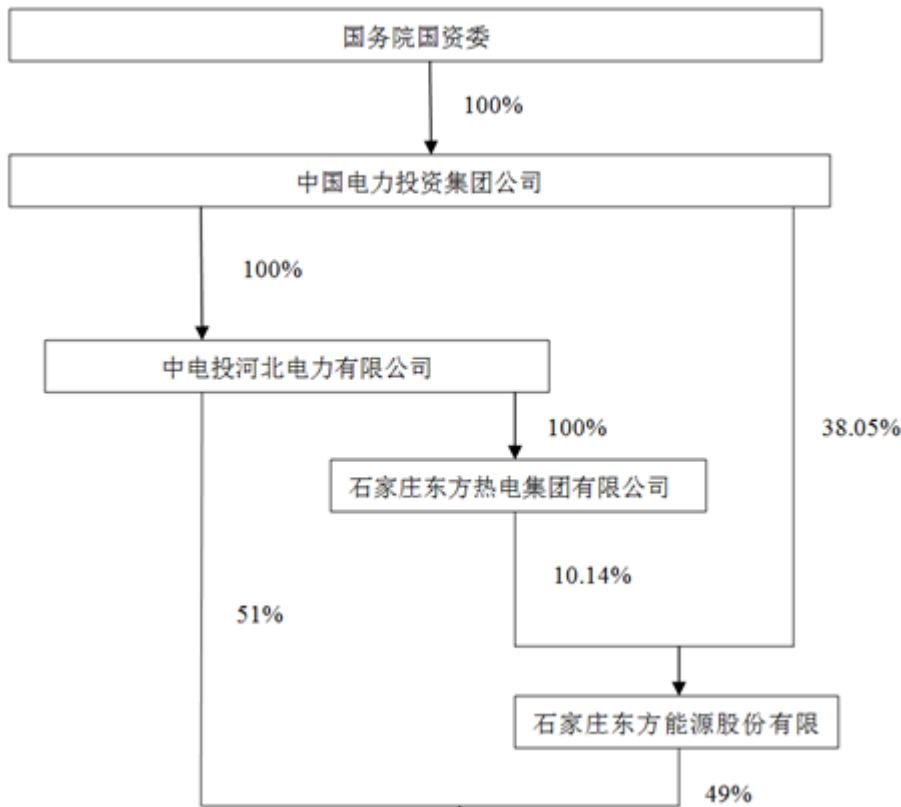 国务院国资委
100%
中国电力投资集团公司
100%
中电投河北电力有限公司
100%
38.05%
石家庄东方热电集团有限公司
10.14%
51%
石家庄东方能源股份有限
49%